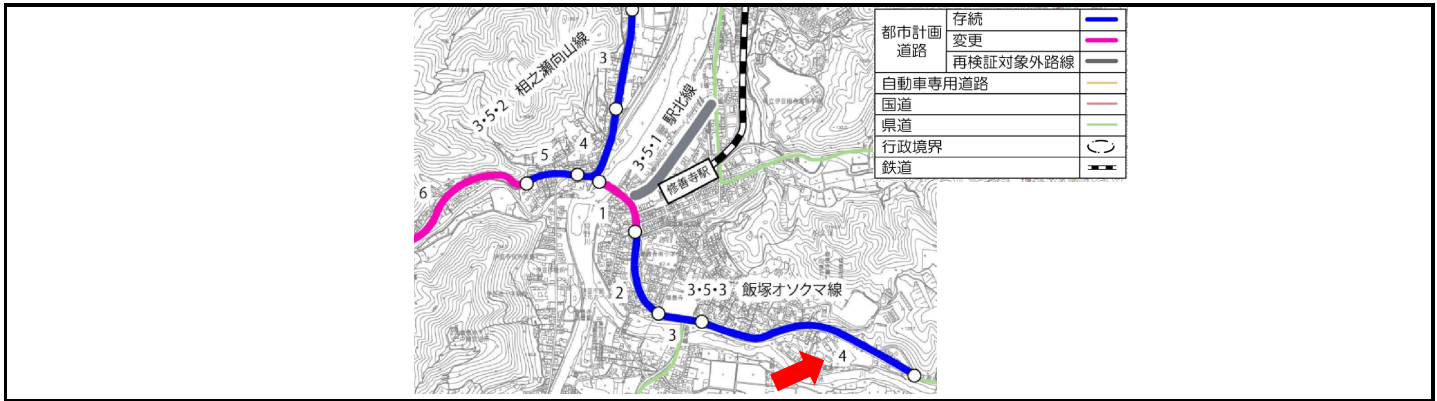 都市計画
道路
存続
変更
再検証対象外路線
自動車専用道路
国道
県道
行政境界
鉄道
3・5・2 相之瀬向山線
3
3・5・1 駅北線
5
4
6
修善寺駅
1
2
3・5・3 飯塚オソクマ線
3
4